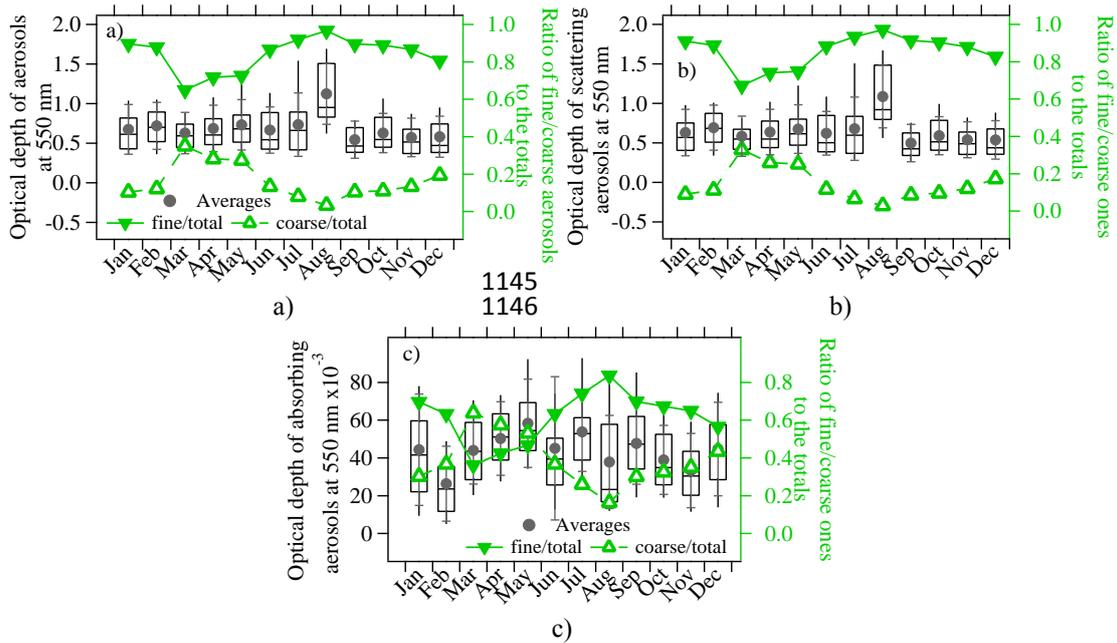 a)
2.0
1.5
1.0
0.5
0.0
-0.5
Optical depth of aerosols
at 550 nm
1.0
0.8
0.6
0.4
0.2
0.0
Ratio of fine/coarse aerosols
to the totals
Averages
fine/total
coarse/total
Jan
Feb
Mar
Apr
May
Jun
Jul
Aug
Sep
Oct
Nov
Dec
a)
b)
2.0
1.5
1.0
0.5
0.0
-0.5
Optical depth of scattering
aerosols at 550 nm
1.0
0.8
0.6
0.4
0.2
0.0
Ratio of fine/coarse ones
to the totals
Jan
Feb
Mar
Apr
May
Jun
Jul
Aug
Sep
Oct
Nov
Dec
b)
1145
1146
c)
80
60
40
20
0
Optical depth of absorbing
aerosols at 550 nm x10-3
0.8
0.6
0.4
0.2
0.0
Ratio of fine/coarse ones
to the totals
Averages
fine/total
coarse/total
Jan
Feb
Mar
Apr
May
Jun
Jul
Aug
Sep
Oct
Nov
Dec
c)